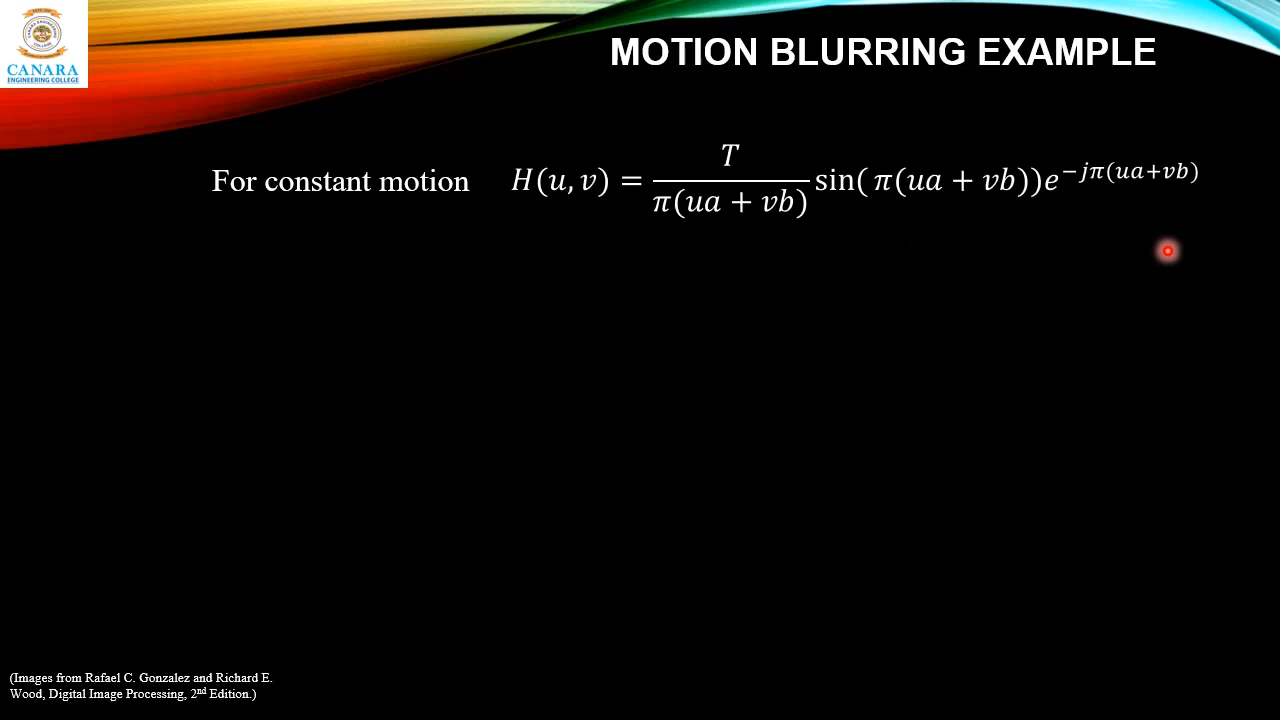 CANARA
ENGINEERING COLLEGE
MOTION BLURRING EXAMPLE
For constant motion H(u, v) = T / π(ua + vb) sin( π(ua + vb))e^{−jπ(ua+vb)}
(Images from Rafael C. Gonzalez and Richard E.
Wood, Digital Image Processing, 2nd Edition.)